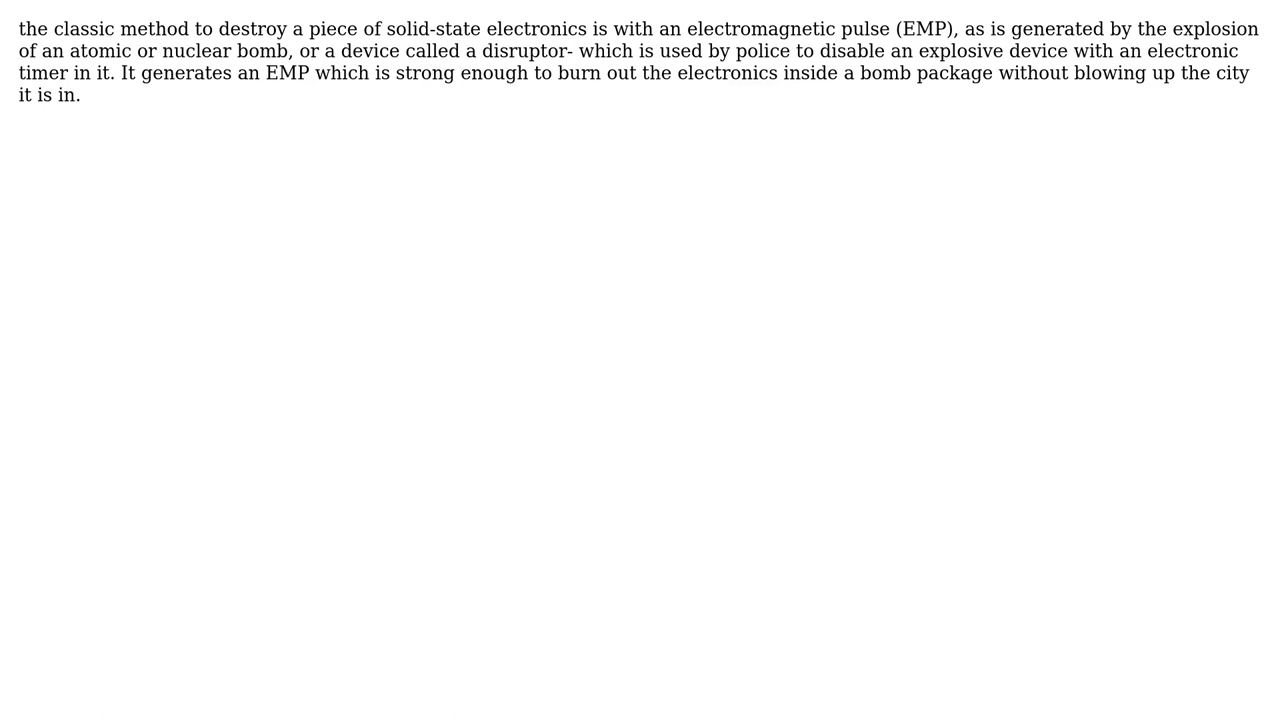 the classic method to destroy a piece of solid-state electronics is with an electromagnetic pulse (EMP), as is generated by the explosion
of an atomic or nuclear bomb, or a device called a disruptor- which is used by police to disable an explosive device with an electronic
timer in it. It generates an EMP which is strong enough to burn out the electronics inside a bomb package without blowing up the city
it is in.